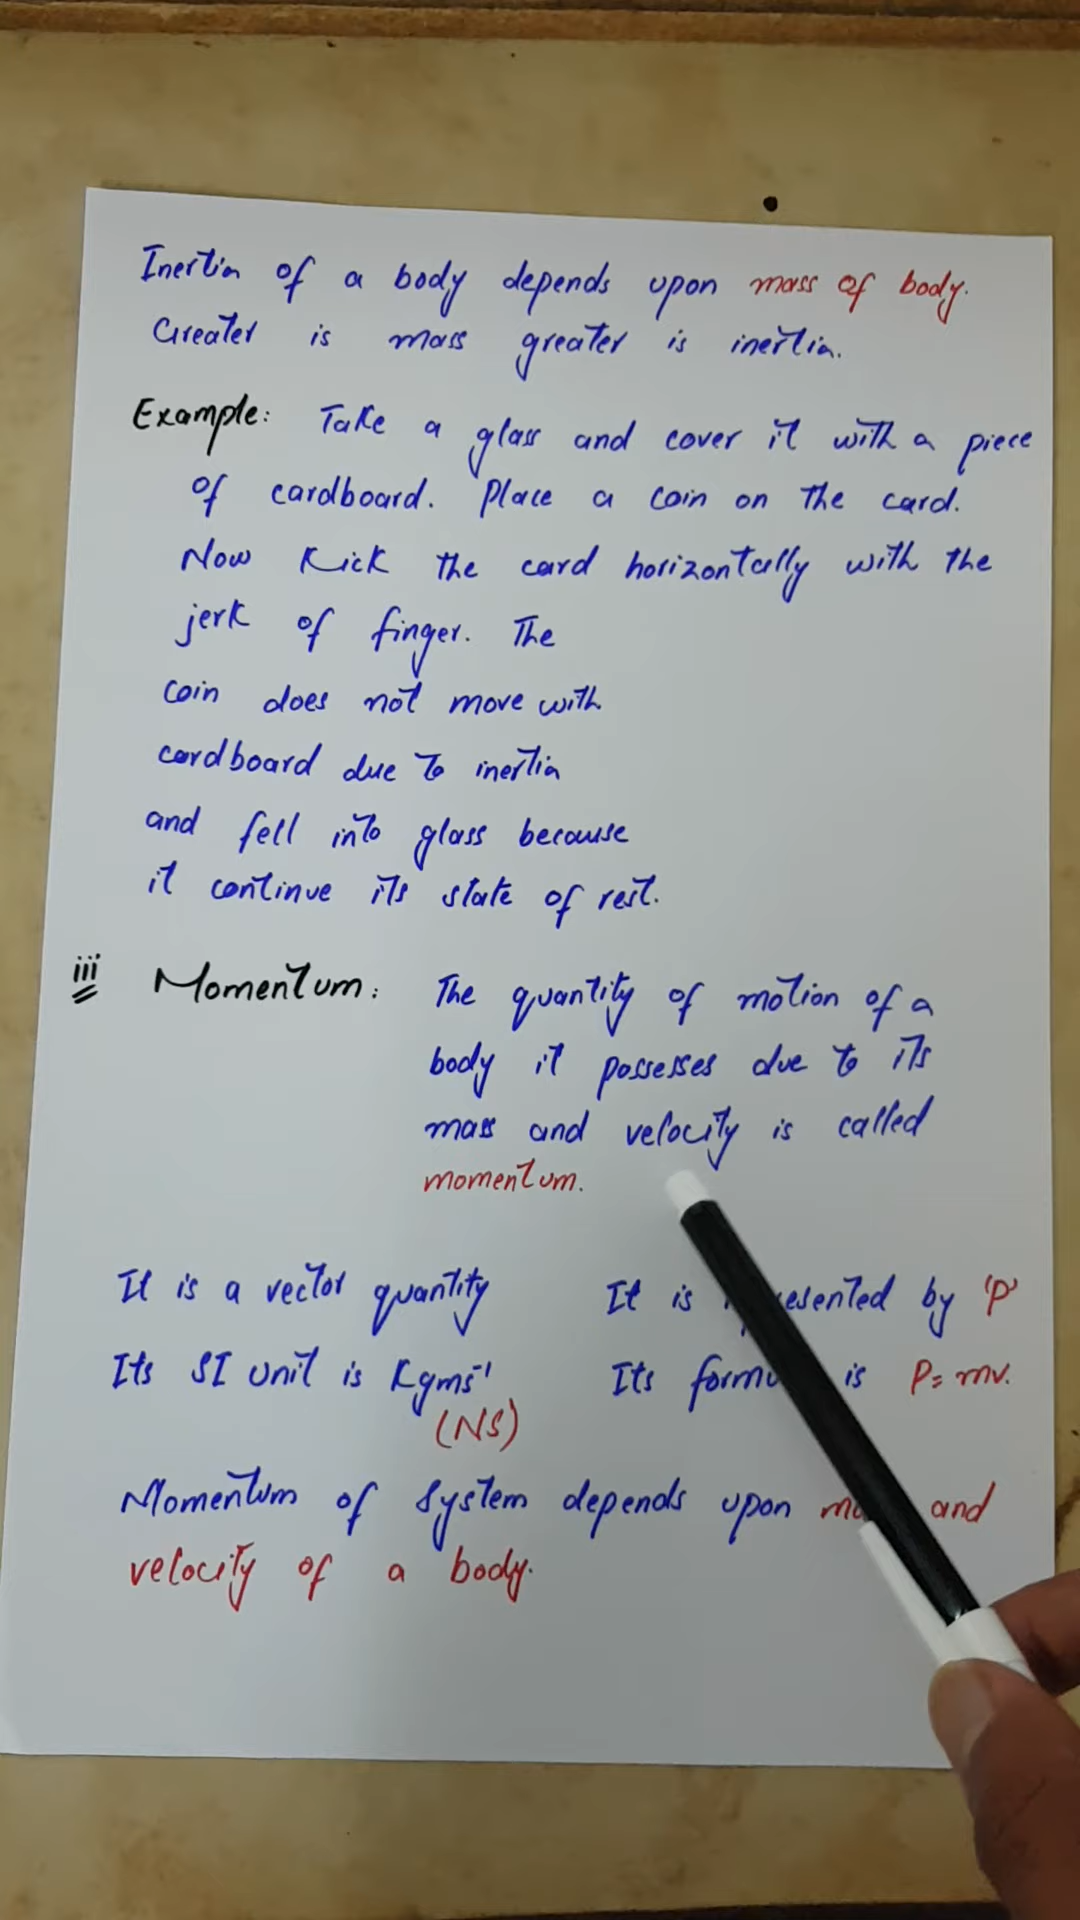 Inertia of a body depends upon mass of body.
Greater is mass greater is inertia.
Example: Take a glass and cover it with a piece
of cardboard. Place a coin on the card.
Now Kick the card horizontally with the
jerk of finger. The
coin does not move with
cardboard due to inertia
and fell into glass because
it continue its state of rest.
iii Momentum: The quantity of motion of a
body it possesses due to its
mass and velocity is called
momentum.
It is a vector quantity It is by 'P'
Its SI Unit is Kgms⁻¹ Its is P = mv.
(NS)
Momentum of System depends upon and
velocity of a body.